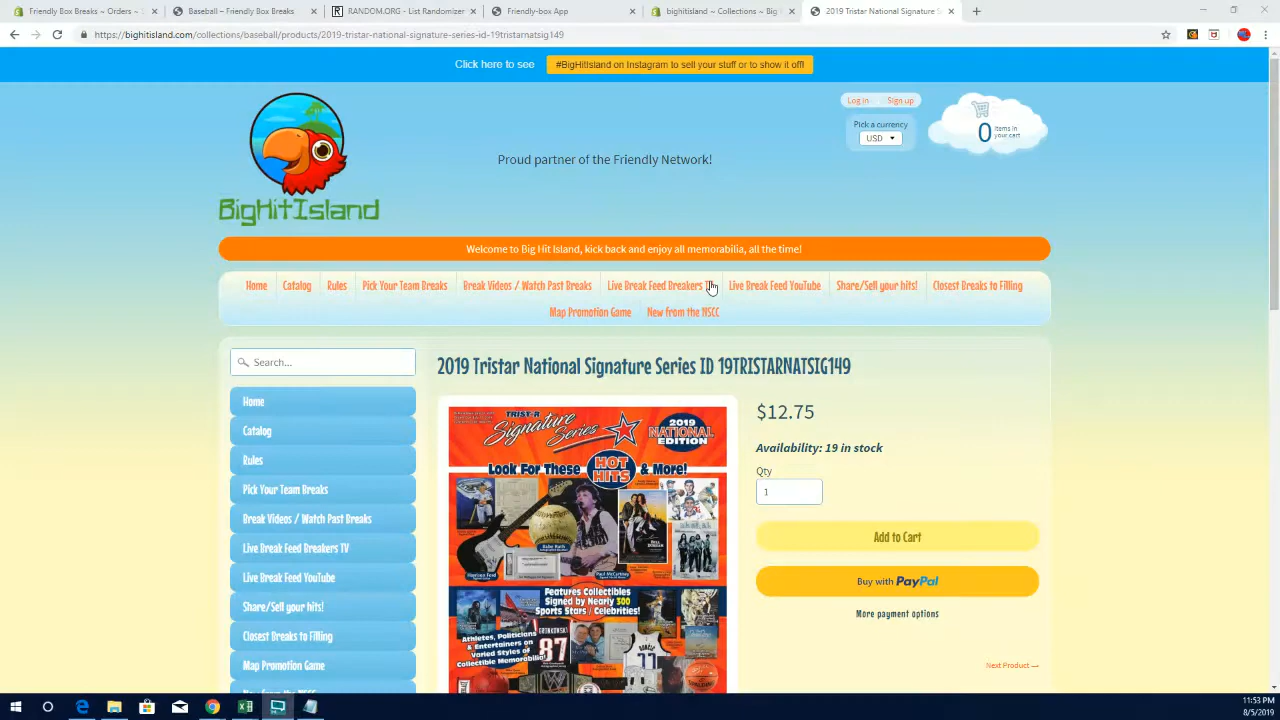 Friendly Box Breaks – Orders ~ Sh
Baseball – Friendly Box Breaks
RANDOM.ORG - List Randomizer
Friendly-box App
bighitisland ~ Collections ~ Big
2019 Tristar National Signature S
https://bighitisland.com/collections/baseball/products/2019-tristar-national-signature-series-id-19tristarnatsig149
Click here to see
#BigHitIsland on Instagram to sell your stuff or to show it off!
Log in
Sign up
Pick a currency
USD
0 items in your cart
BigHitIsland
Proud partner of the Friendly Network!
Welcome to Big Hit Island, kick back and enjoy all memorabilia, all the time!
Home
Catalog
Rules
Pick Your Team Breaks
Break Videos / Watch Past Breaks
Live Break Feed Breakers
Live Break Feed YouTube
Share/Sell your hits!
Closest Breaks to Filling
Map Promotion Game
New from the NSCC
Search...
Home
Catalog
Rules
Pick Your Team Breaks
Break Videos / Watch Past Breaks
Live Break Feed Breakers TV
Live Break Feed YouTube
Share/Sell your hits!
Closest Breaks to Filling
Map Promotion Game
2019 Tristar National Signature Series ID 19TRISTARNATSIG149
TRISTAR
Signature Series
2019
NATIONAL
EDITION
LOOK FOR THESE HOT HITS & MORE!
Babe Ruth
Paul McCartney
Features Collectibles
Signed by Nearly 300
Sports Stars / Celebrities!
Athletes, Politicians
& Entertainers on
Varied Styles of
Collectible Memorabilia!
GRONKOWSKI
87
DONCIC
77
$12.75
Availability: 19 in stock
Qty
1
Add to Cart
Buy with PayPal
More payment options
Next Product →
11:53 PM
8/5/2019